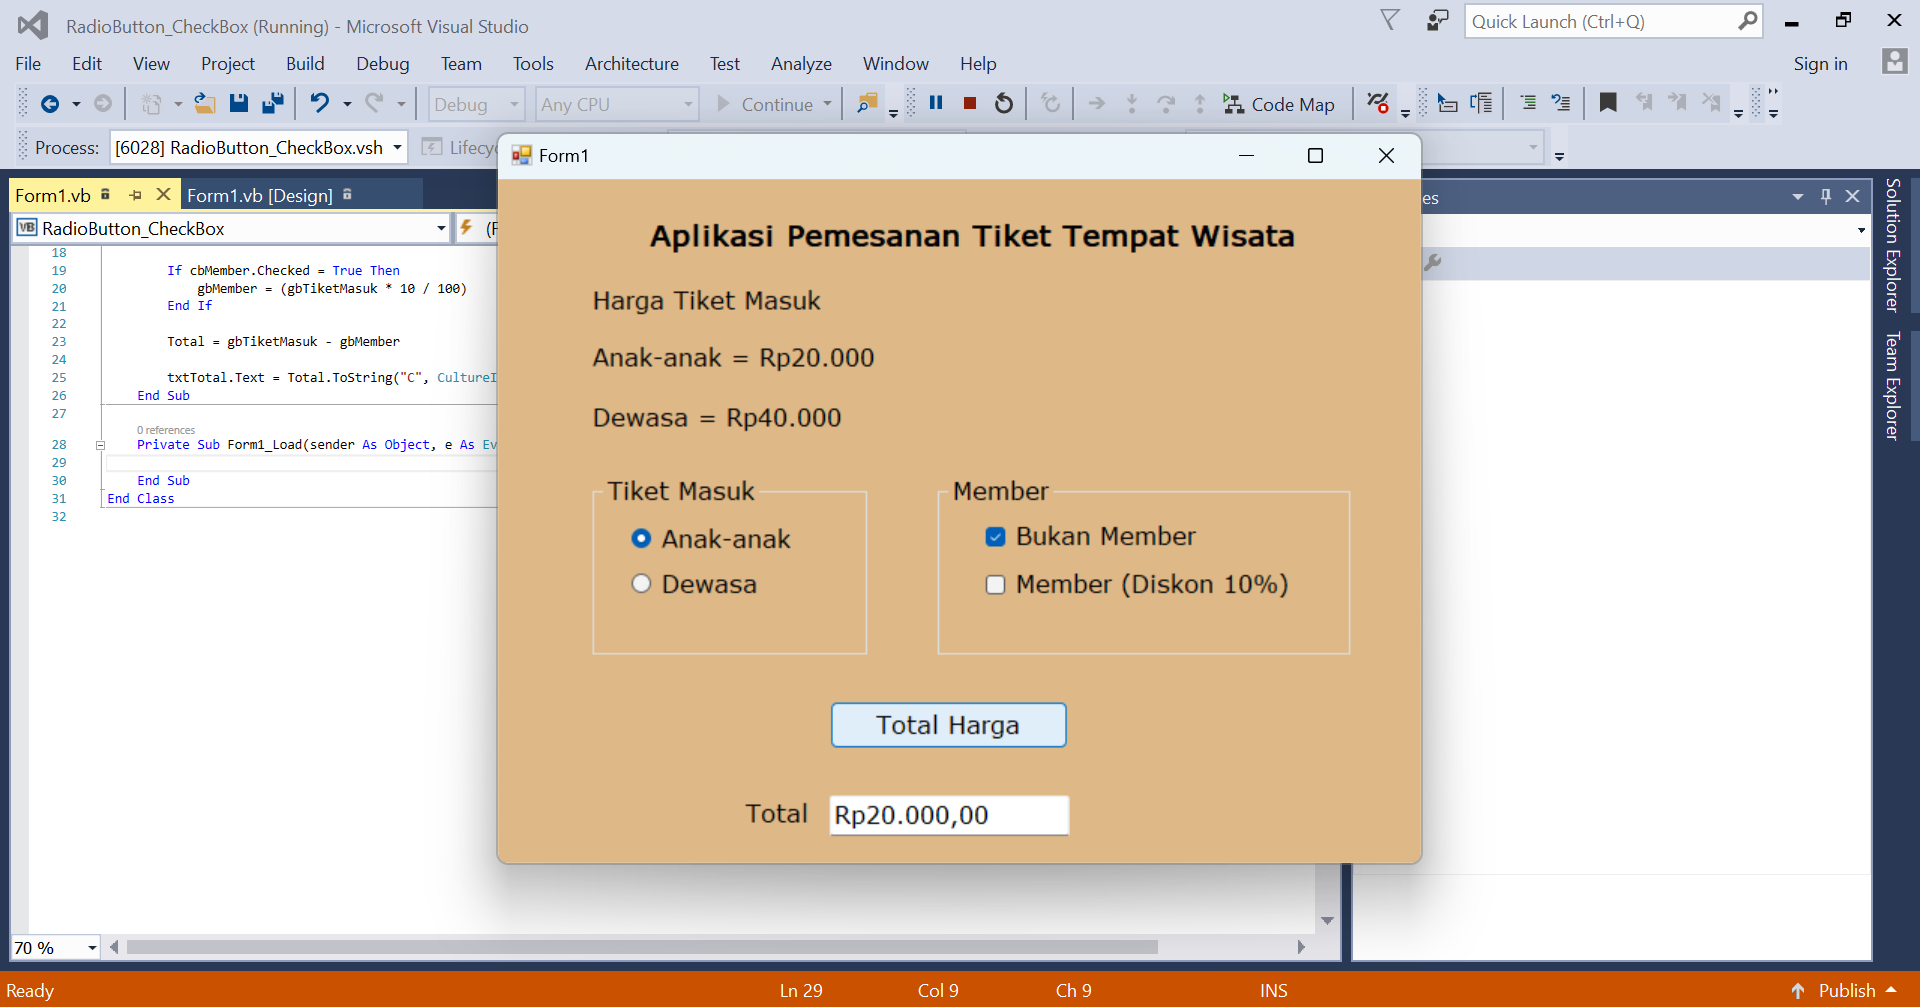 RadioButton_CheckBox (Running) - Microsoft Visual Studio
Quick Launch (Ctrl+Q)
File Edit View Project Build Debug Team Tools Architecture Test Analyze Window Help
Sign in
Debug Any CPU Continue Code Map
Process: [6028] RadioButton_CheckBox.vsh Lifecyc
Form1
Form1.vb Form1.vb [Design]
es
RadioButton_CheckBox (F
18
19 If cbMember.Checked = True Then
20 gbMember = (gbTiketMasuk * 10 / 100)
21 End If
22
23 Total = gbTiketMasuk - gbMember
24
25 txtTotal.Text = Total.ToString("C", CultureI
26 End Sub
27
0 references
28 Private Sub Form1_Load(sender As Object, e As Ev
29
30 End Sub
31 End Class
32
Aplikasi Pemesanan Tiket Tempat Wisata
Harga Tiket Masuk
Anak-anak = Rp20.000
Dewasa = Rp40.000
Tiket Masuk
Anak-anak
Dewasa
Member
Bukan Member
Member (Diskon 10%)
Total Harga
Total Rp20.000,00
Solution Explorer
Team Explorer
70 %
Ready Ln 29 Col 9 Ch 9 INS Publish